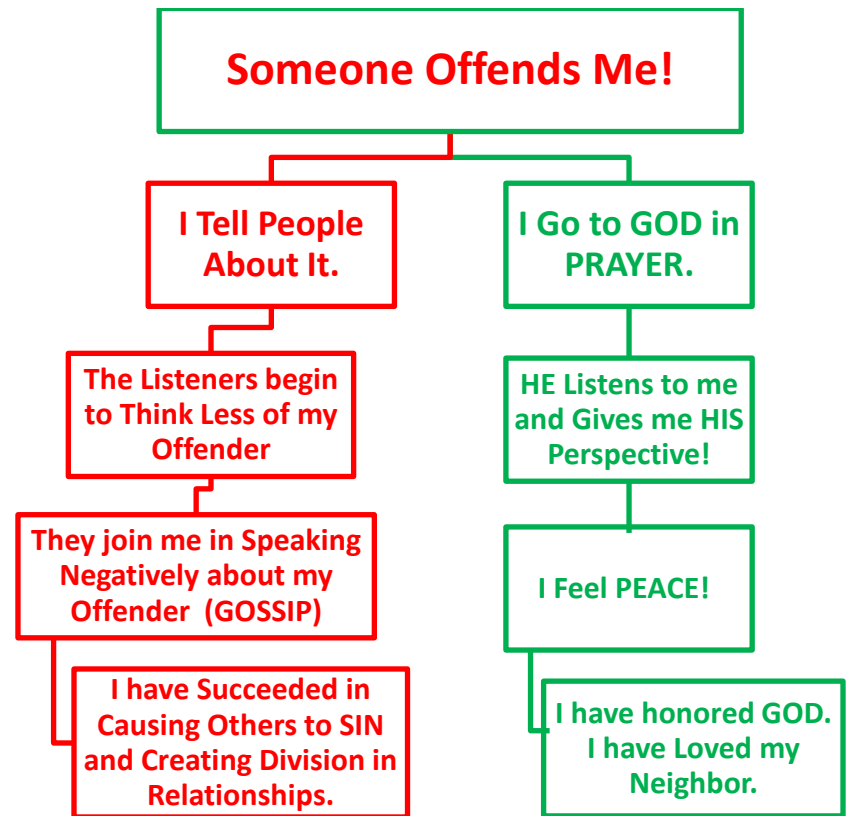 Someone Offends Me!
I Tell People
About It.
The Listeners begin
to Think Less of my
Offender
They join me in Speaking
Negatively about my
Offender (GOSSIP)
I have Succeeded in
Causing Others to SIN
and Creating Division in
Relationships.
I Go to GOD in
PRAYER.
HE Listens to me
and Gives me HIS
Perspective!
I Feel PEACE!
I have honored GOD.
I have Loved my
Neighbor.